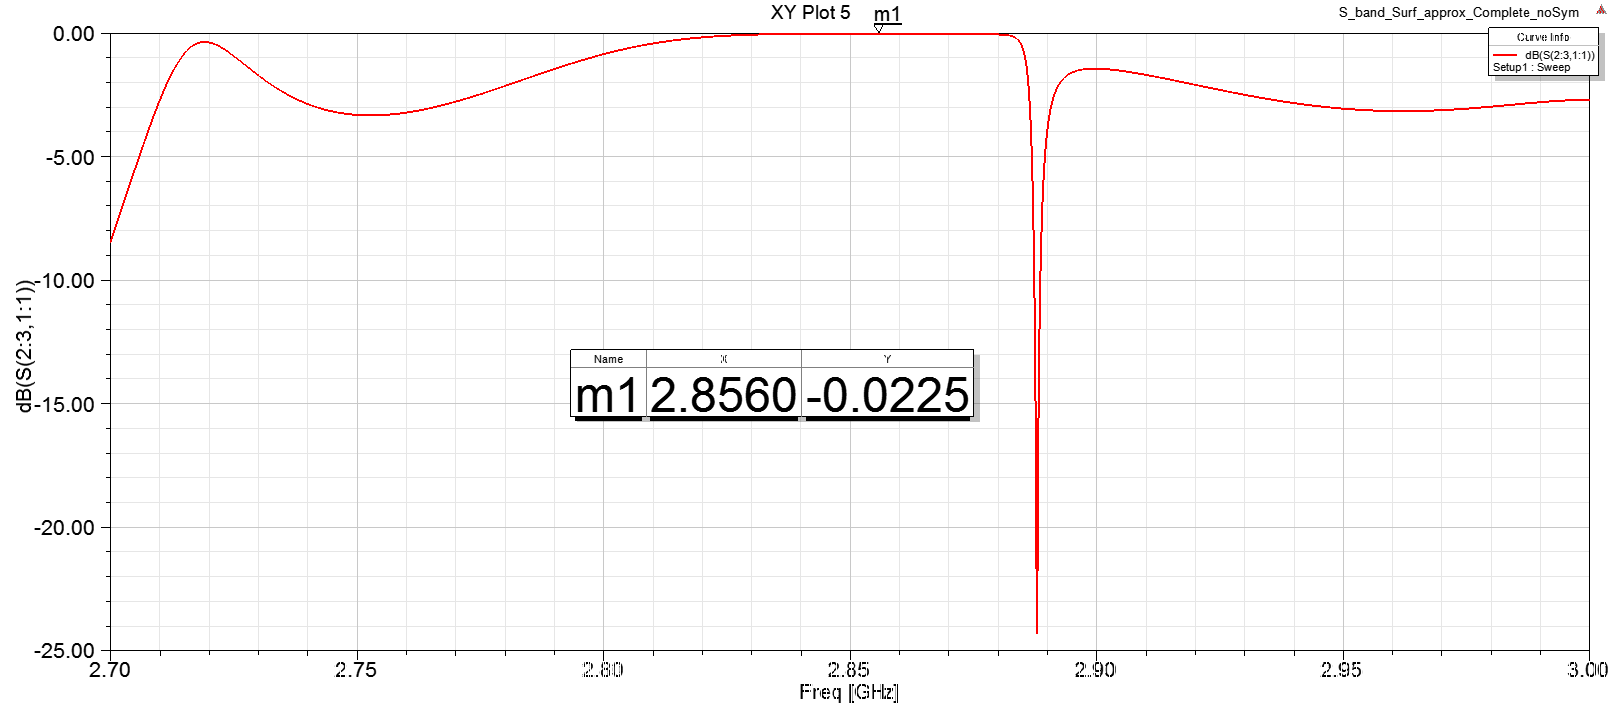 XY Plot 5
m1
S_band_Surf_approx_Complete_noSym
Curve Info
dB(S(2:3,1:1))
Setup1 : Sweep
0.00
-5.00
-10.00
-15.00
-20.00
-25.00
dB(S(2:3,1:1))
Name X Y
m1 2.8560 -0.0225
2.70 2.75 2.80 2.85 2.90 2.95 3.00
Freq [GHz]